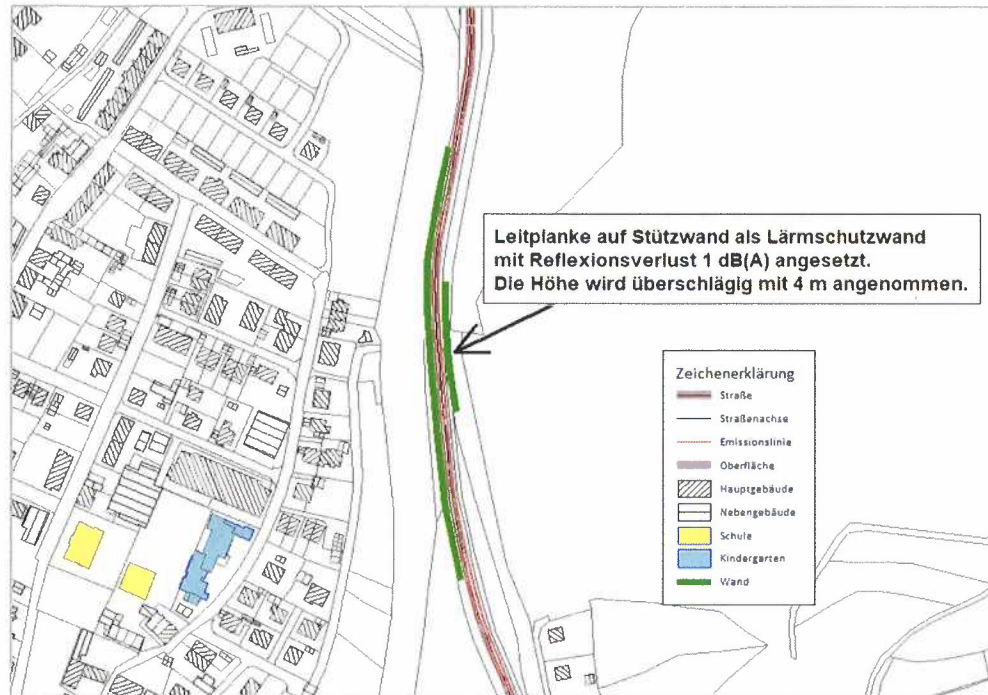 Leitplanke auf Stützwand als Lärmschutzwand
mit Reflexionsverlust 1 dB(A) angesetzt.
Die Höhe wird überschlägig mit 4 m angenommen.
Zeichenerklärung
Straße
Straßenachse
Emissionslinie
Oberfläche
Hauptgebäude
Nebengebäude
Schule
Kindergarten
Wand